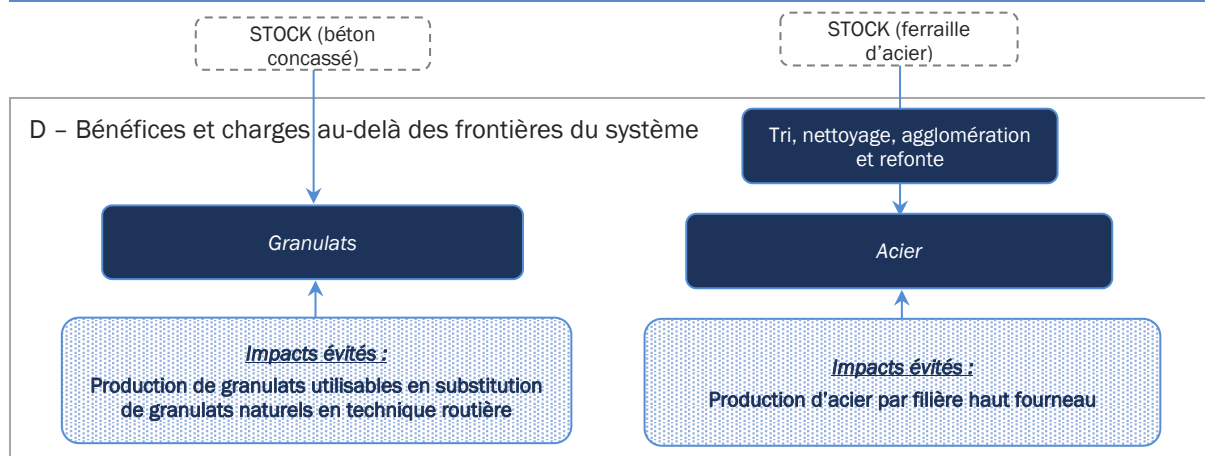 STOCK (béton
concassé)
STOCK (ferraille
d'acier)
D – Bénéfices et charges au-delà des frontières du système
Tri, nettoyage, agglomération
et refonte
Granulats
Acier
Impacts évités :
Production de granulats utilisables en substitution
de granulats naturels en technique routière
Impacts évités :
Production d'acier par filière haut fourneau